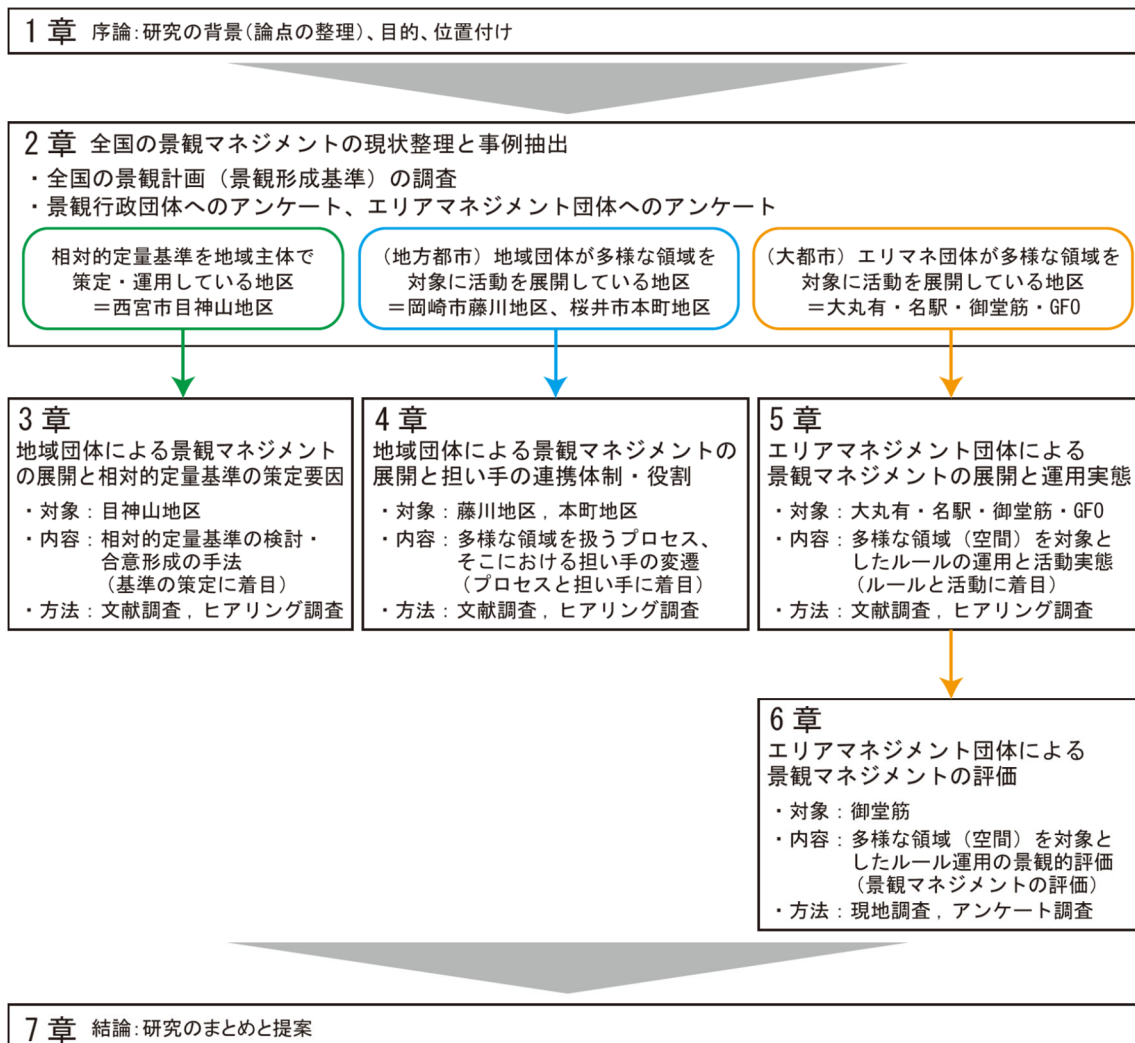 1章 序論:研究の背景(論点の整理)、目的、位置付け
2章 全国の景観マネジメントの現状整理と事例抽出
・全国の景観計画（景観形成基準）の調査
・景観行政団体へのアンケート、エリアマネジメント団体へのアンケート
相対的定量基準を地域主体で
策定・運用している地区
＝西宮市目神山地区
（地方都市）地域団体が多様な領域を
対象に活動を展開している地区
＝岡崎市藤川地区、桜井市本町地区
（大都市）エリマネ団体が多様な領域を
対象に活動を展開している地区
＝大丸有・名駅・御堂筋・GFO
3章
地域団体による景観マネジメント
の展開と相対的定量基準の策定要因
・対象：目神山地区
・内容：相対的定量基準の検討・
合意形成の手法
（基準の策定に着目）
・方法：文献調査，ヒアリング調査
4章
地域団体による景観マネジメントの
展開と担い手の連携体制・役割
・対象：藤川地区，本町地区
・内容：多様な領域を扱うプロセス、
そこにおける担い手の変遷
（プロセスと担い手に着目）
・方法：文献調査，ヒアリング調査
5章
エリアマネジメント団体による
景観マネジメントの展開と運用実態
・対象：大丸有・名駅・御堂筋・GFO
・内容：多様な領域（空間）を対象と
したルールの運用と活動実態
（ルールと活動に着目）
・方法：文献調査，ヒアリング調査
6章
エリアマネジメント団体による
景観マネジメントの評価
・対象：御堂筋
・内容：多様な領域（空間）を対象と
したルール運用の景観的評価
（景観マネジメントの評価）
・方法：現地調査，アンケート調査
7章 結論:研究のまとめと提案